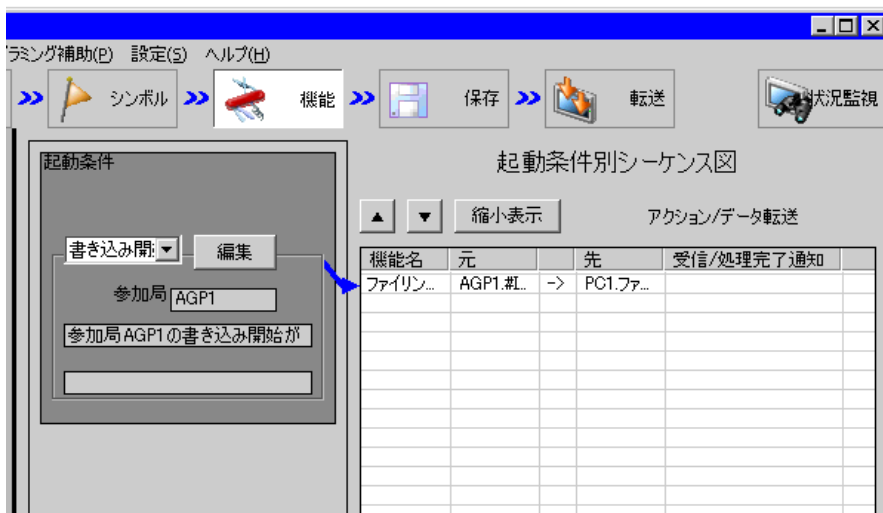 ラミング補助(P) 設定(S) ヘルプ(H)
シンボル 機能 保存 転送 状況監視
起動条件
起動条件別シーケンス図
縮小表示 アクション/データ転送
書き込み開 編集
機能名 元 先 受信/処理完了通知
ファイリン... AGP1.#I... -> PC1.ファ...
参加局 AGP1
参加局AGP1の書き込み開始が